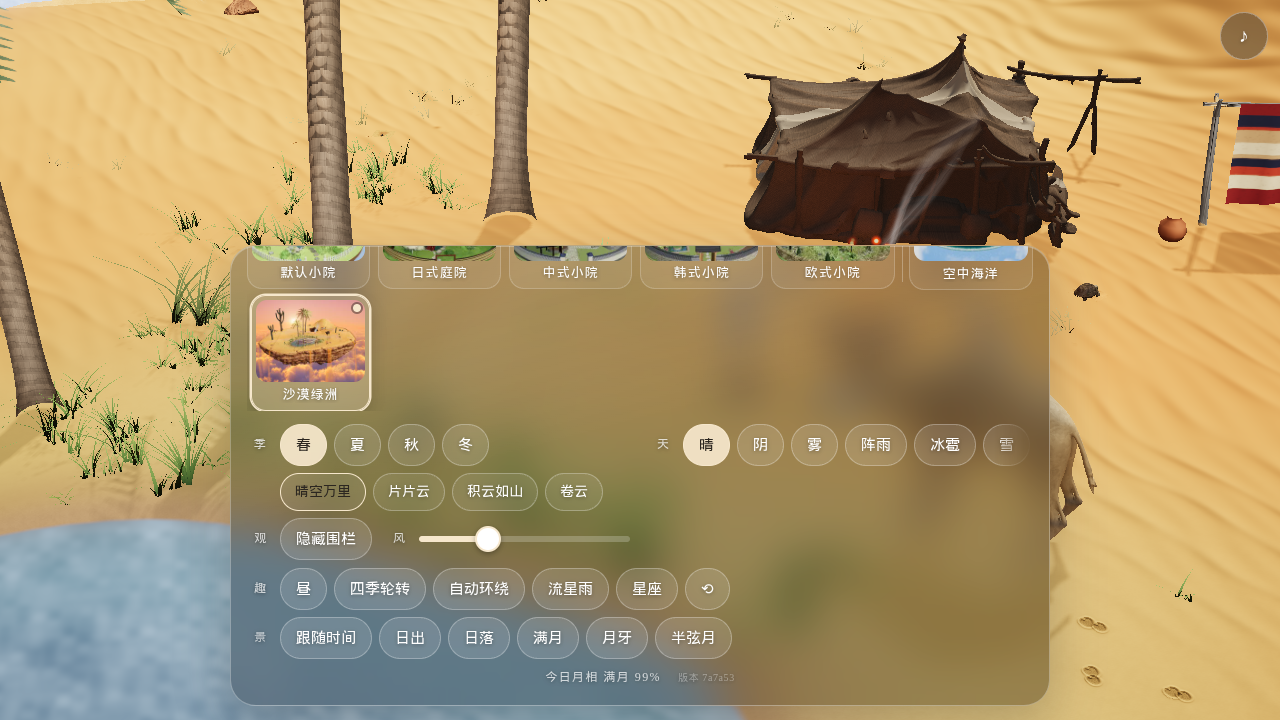 ♪
默认小院 日式庭院 中式小院 韩式小院 欧式小院 空中海洋
沙漠绿洲
季 春 夏 秋 冬 天 晴 阴 雾 阵雨 冰雹 雪
晴空万里 片片云 积云如山 卷云
观 隐藏围栏 风
趣 昼 四季轮转 自动环绕 流星雨 星座 ⟲
景 跟随时间 日出 日落 满月 月牙 半弦月
今日月相 满月 99% 版本 7a7a53